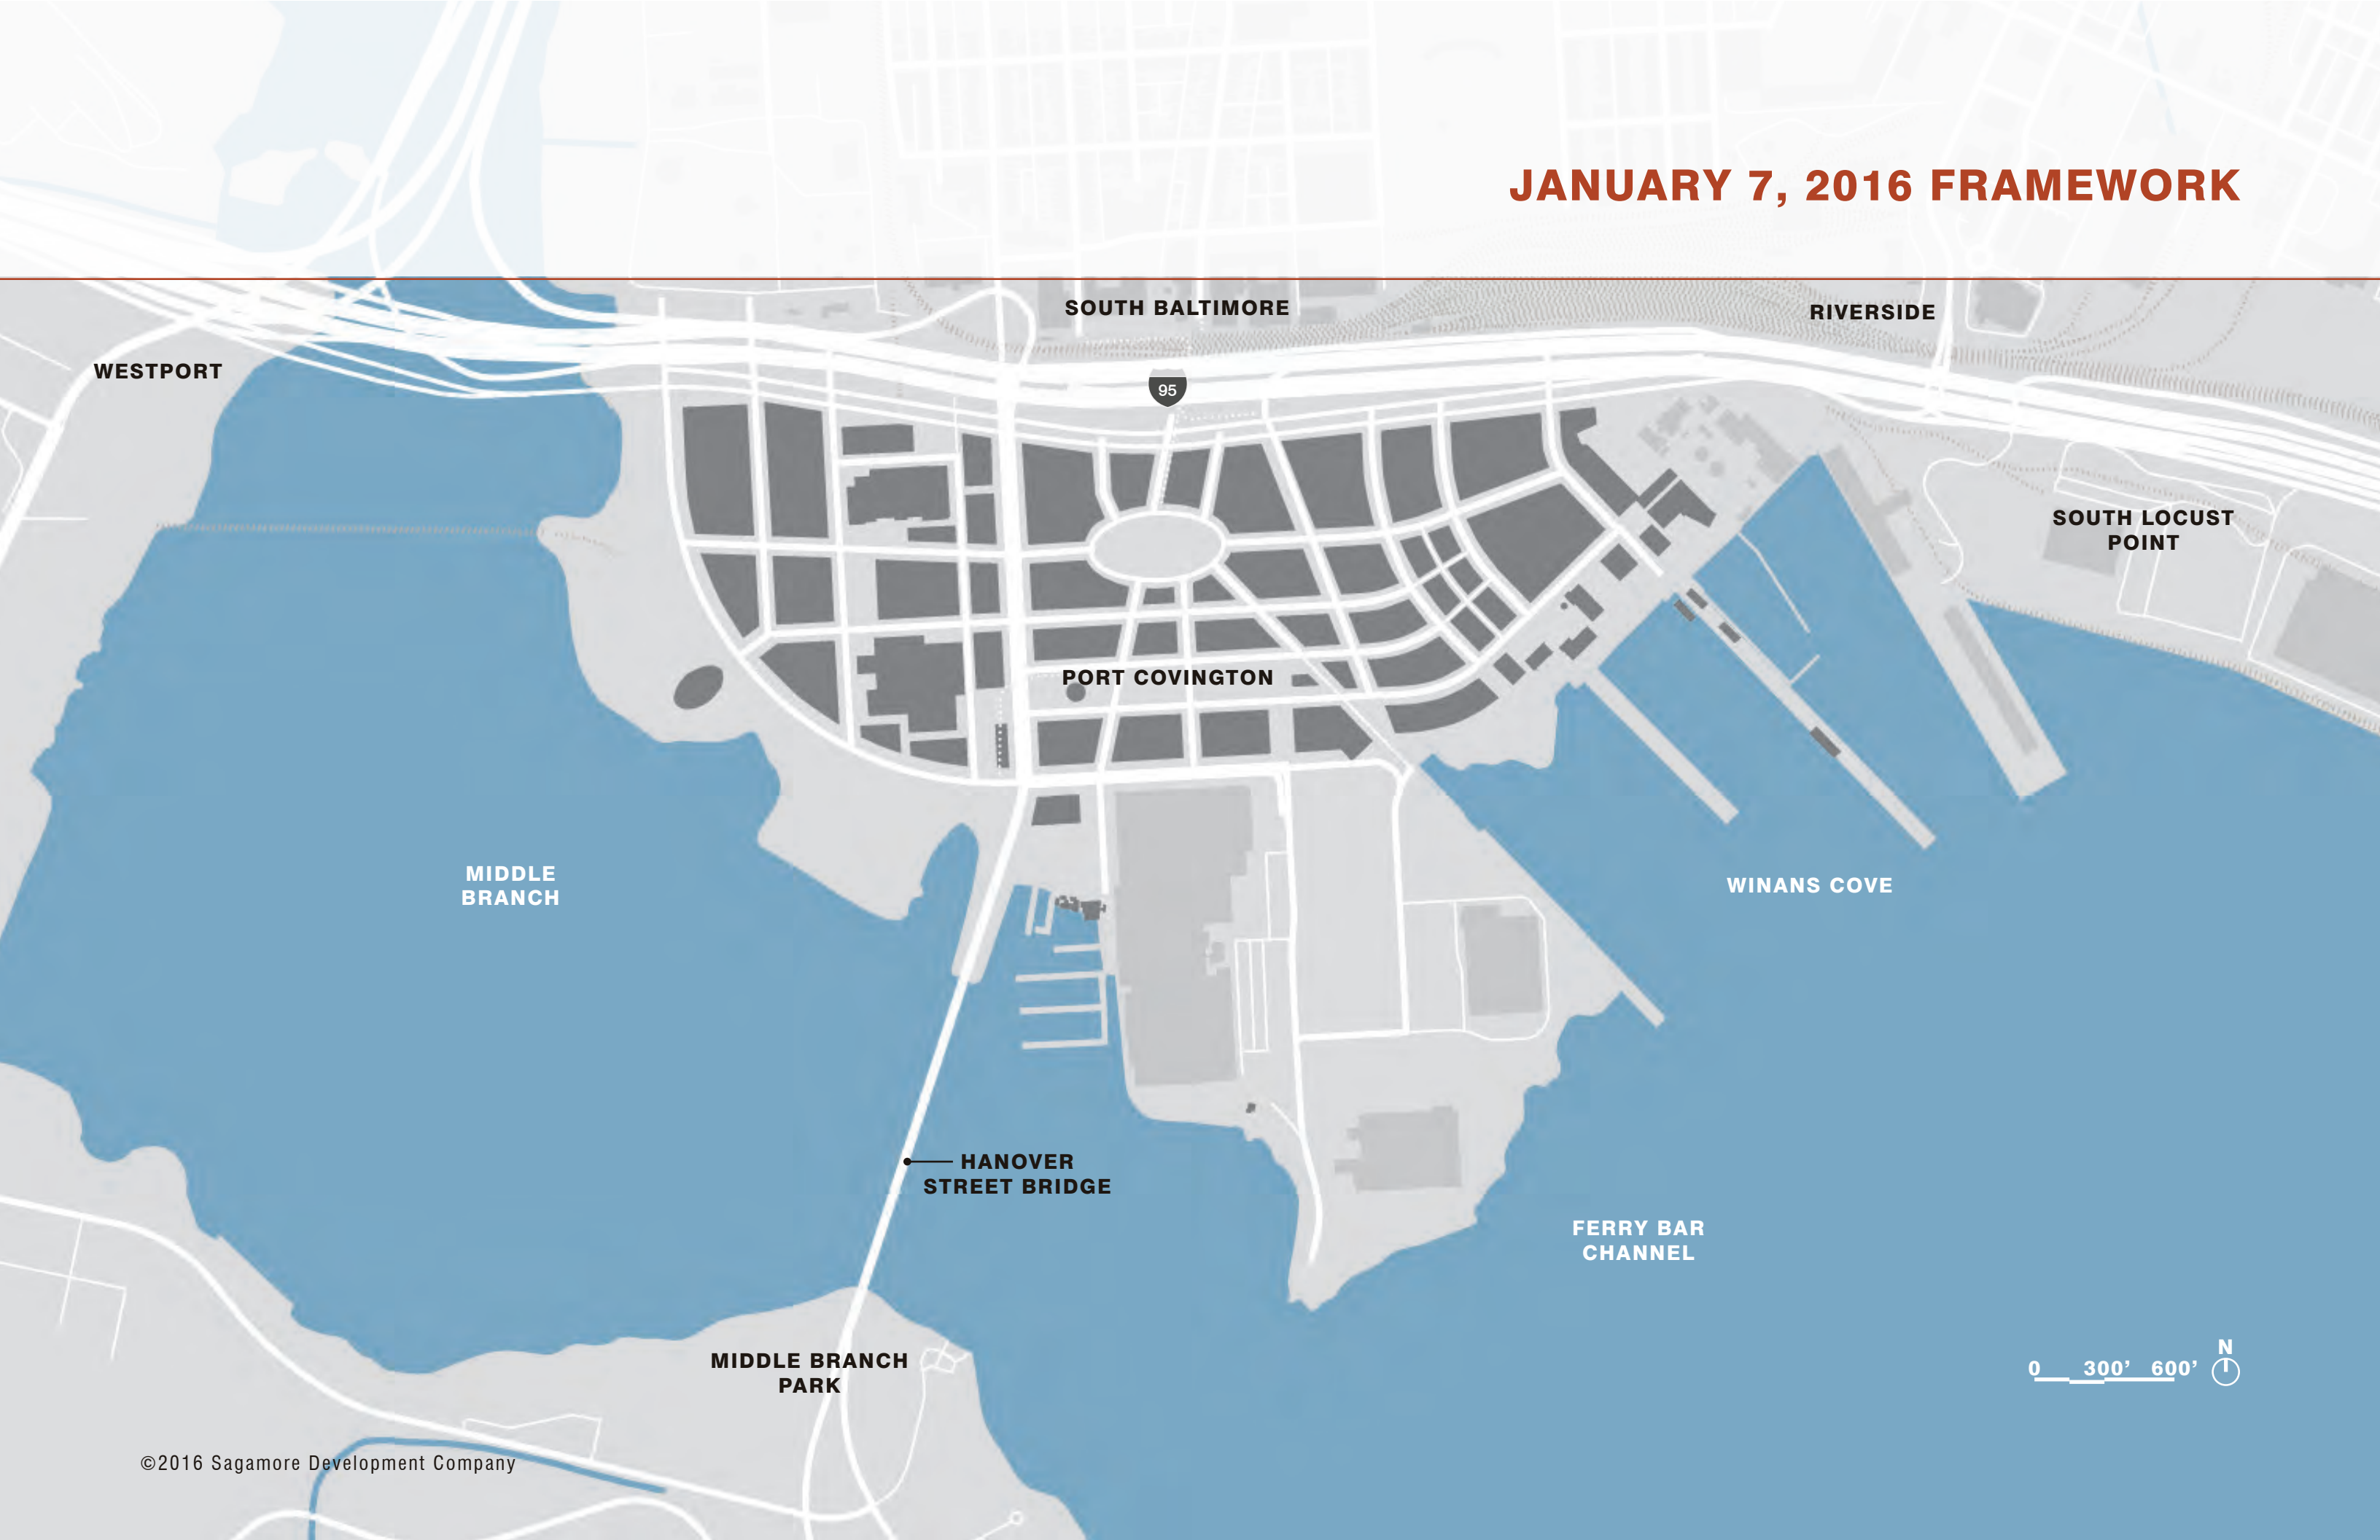 JANUARY 7, 2016 FRAMEWORK
SOUTH BALTIMORE
RIVERSIDE
WESTPORT
95
SOUTH LOCUST
POINT
PORT COVINGTON
MIDDLE
BRANCH
WINANS COVE
HANOVER
STREET BRIDGE
FERRY BAR
CHANNEL
MIDDLE BRANCH
PARK
N
0 300’ 600’
©2016 Sagamore Development Company